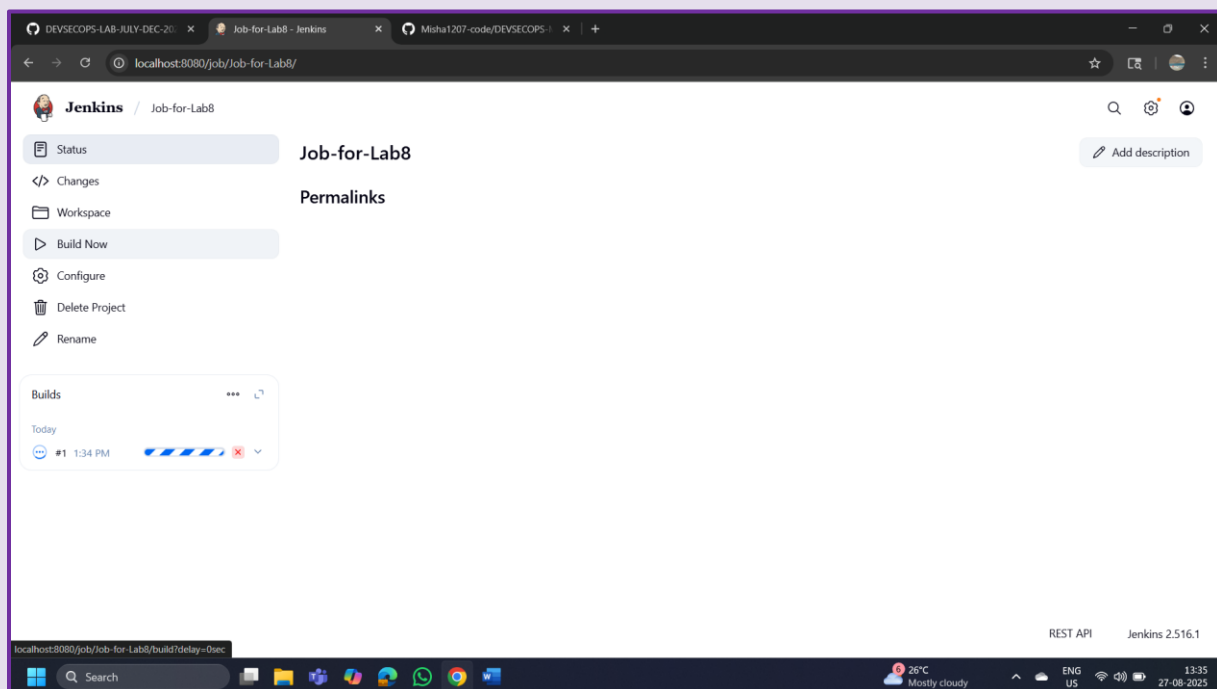 DEVSECOPS-LAB-JULY-DEC-20
Job-for-Lab8 - Jenkins
Misha1207-code/DEVSECOPS-
localhost:8080/job/Job-for-Lab8/
Jenkins / Job-for-Lab8
Status
Changes
Workspace
Build Now
Configure
Delete Project
Rename
Job-for-Lab8
Add description
Permalinks
Builds
Today
#1 1:34 PM
REST API
Jenkins 2.516.1
localhost:8080/job/Job-for-Lab8/build?delay=0sec
Search
6
26°C
Mostly cloudy
ENG
US
13:35
27-08-2025